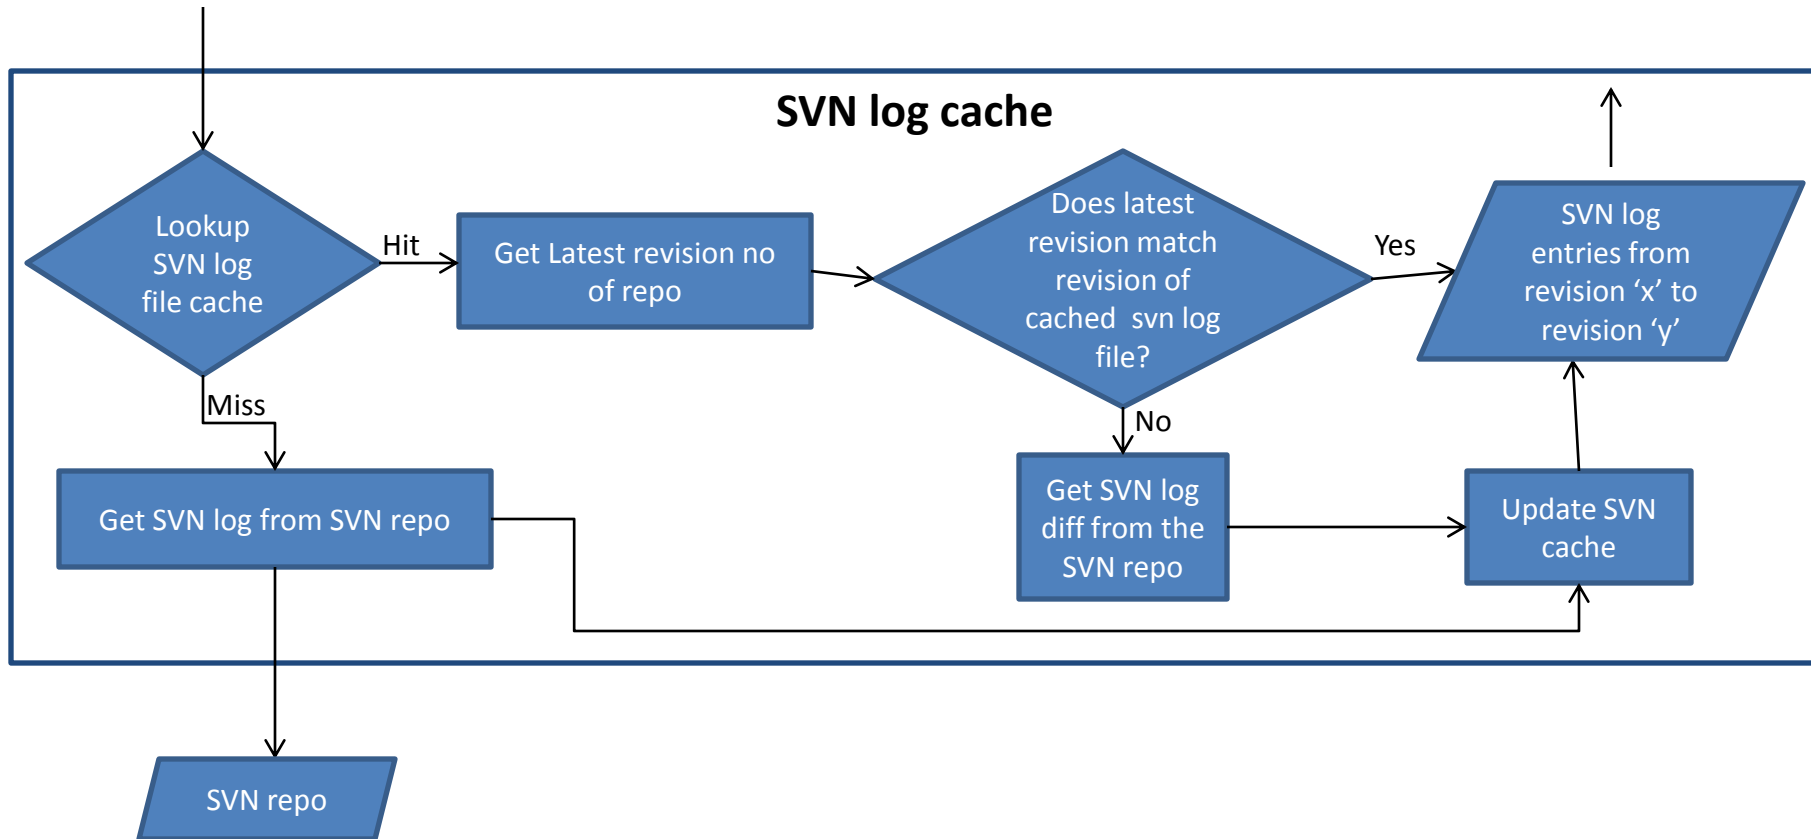 SVN log cache
Lookup
SVN log
file cache
Hit
Get Latest revision no
of repo
Does latest
revision match
revision of
cached  svn log
file?
Yes
SVN log
entries from
revision ‘x’ to
revision ‘y’
Miss
No
Get SVN log from SVN repo
Get SVN log
diff from the
SVN repo
Update SVN
cache
SVN repo